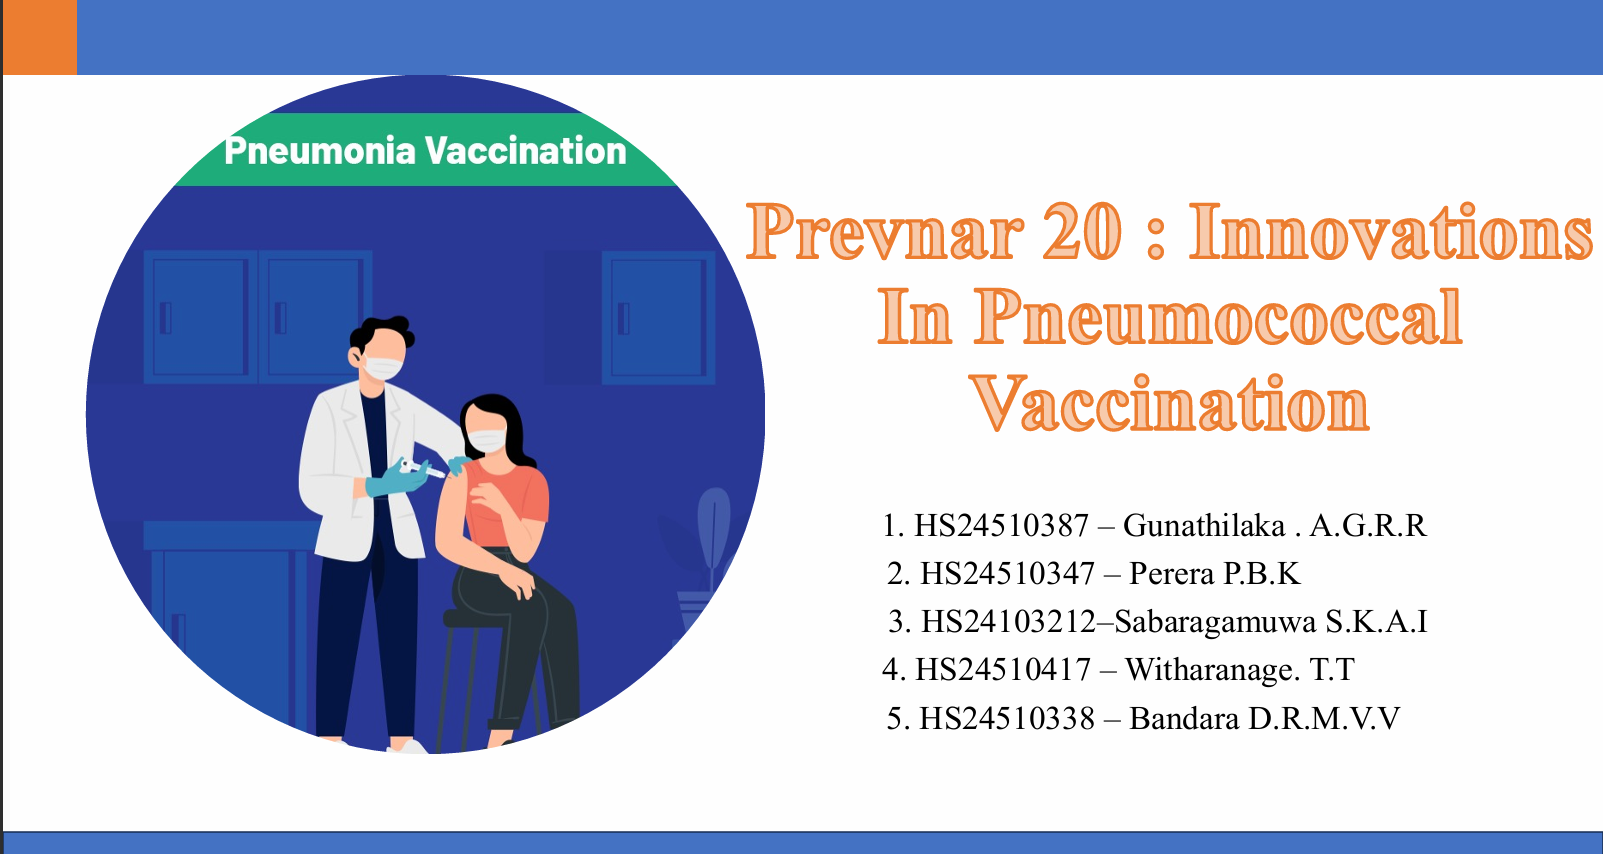 Pneumonia Vaccination
Prevnar 20 : Innovations
In Pneumococcal
Vaccination
1. HS24510387 – Gunathilaka . A.G.R.R
2. HS24510347 – Perera P.B.K
3. HS24103212–Sabaragamuwa S.K.A.I
4. HS24510417 – Witharanage. T.T
5. HS24510338 – Bandara D.R.M.V.V